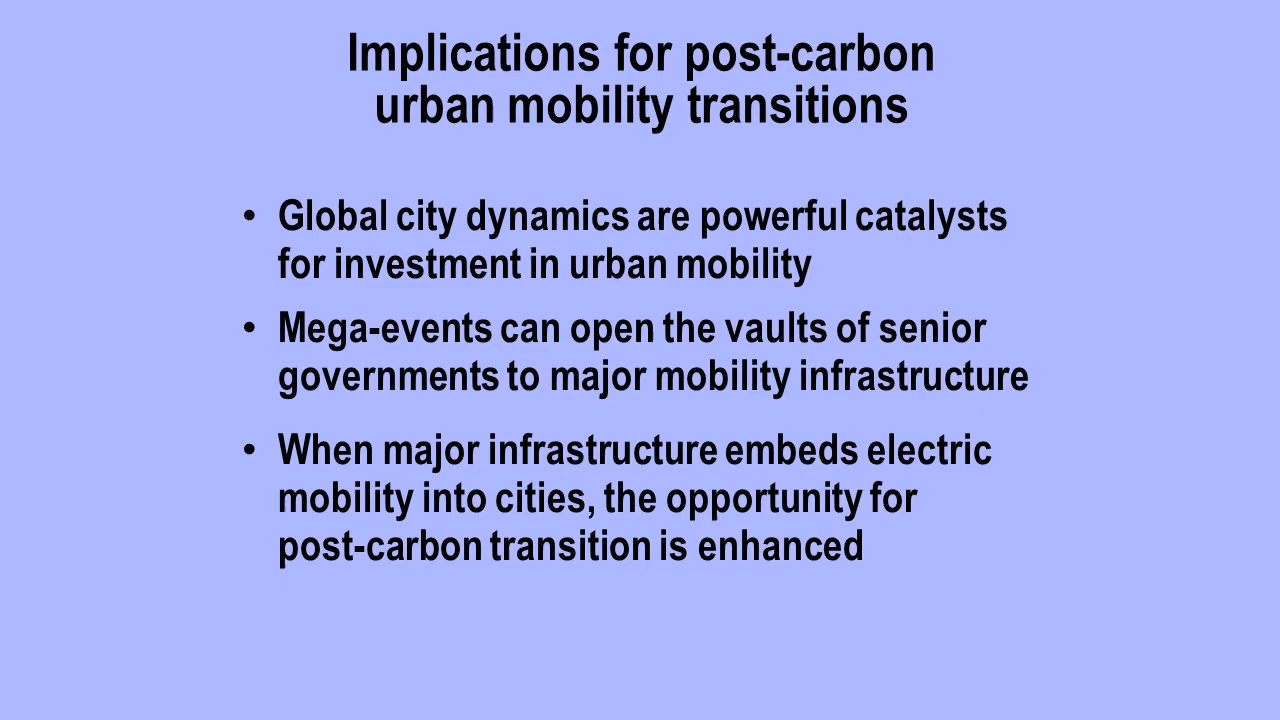 Implications for post-carbon
urban mobility transitions
• Global city dynamics are powerful catalysts
for investment in urban mobility
• Mega-events can open the vaults of senior
governments to major mobility infrastructure
• When major infrastructure embeds electric
mobility into cities, the opportunity for
post-carbon transition is enhanced